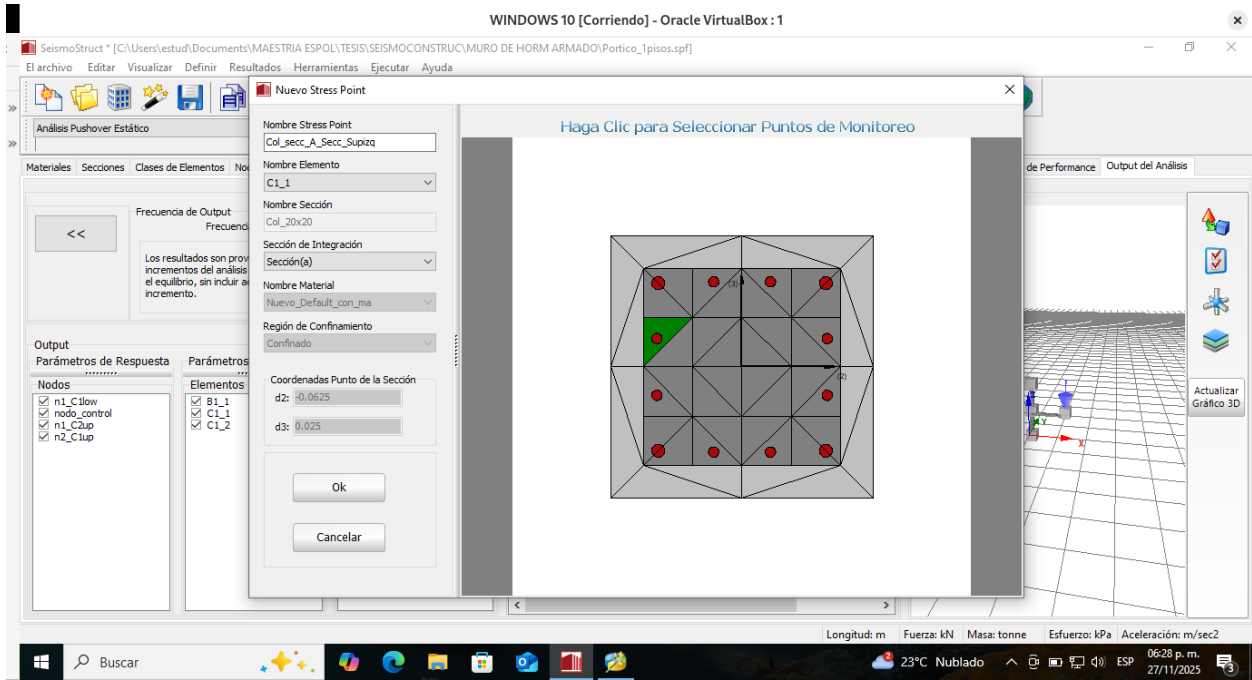 WINDOWS 10 [Corriendo] - Oracle VirtualBox : 1
SeismoStruct * [C:\Users\estud\Documents\MAESTRIA ESPOL\TESIS\SEISMOCONSTRUC\MURO DE HORM ARMADO\Portico_1pisos.spf]
El archivo Editar Visualizar Definir Resultados Herramientas Ejecutar Ayuda
Nuevo Stress Point
Análisis Pushover Estático
Materiales Secciones Clases de Elementos
de Performance Output del Análisis
<<
Frecuencia de Output
Los resultados son
incrementos del análisis
el equilibrio, sin incluir
incremento.
Output
Parámetros de Respuesta
Parámetros
Nodos
n1_C1low
nodo_control
n1_C2up
n2_C1up
Elementos
B1_1
C1_1
C1_2
Nombre Stress Point
Col_secc_A_Secc_Supizq
Nombre Elemento
C1_1
Nombre Sección
Col_20x20
Sección de Integración
Sección(a)
Nombre Material
Nuevo_Default_con_ma
Región de Confinamiento
Confinado
Coordenadas Punto de la Sección
d2: -0.0625
d3: 0.025
Ok
Cancelar
Haga Clic para Seleccionar Puntos de Monitoreo
(3)
(2)
Actualizar
Gráfico 3D
Y
X
Longitud: m Fuerza: kN Masa: tonne Esfuerzo: kPa Aceleración: m/sec2
Buscar
2
23°C Nublado
ESP
06:28 p. m.
27/11/2025
3